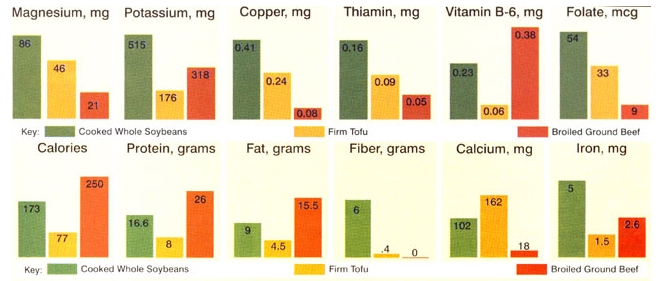 Magnesium, mg
86
46
21
Potassium, mg
515
176
318
Copper, mg
0.41
0.24
0.08
Thiamin, mg
0.16
0.09
0.05
Vitamin B-6, mg
0.23
0.06
0.38
Folate, mcg
54
33
9
Key: Cooked Whole Soybeans Firm Tofu Broiled Ground Beef
Calories
173
77
250
Protein, grams
16.6
8
26
Fat, grams
9
4.5
15.5
Fiber, grams
6
.4
0
Calcium, mg
102
162
18
Iron, mg
5
1.5
2.6
Key: Cooked Whole Soybeans Firm Tofu Broiled Ground Beef